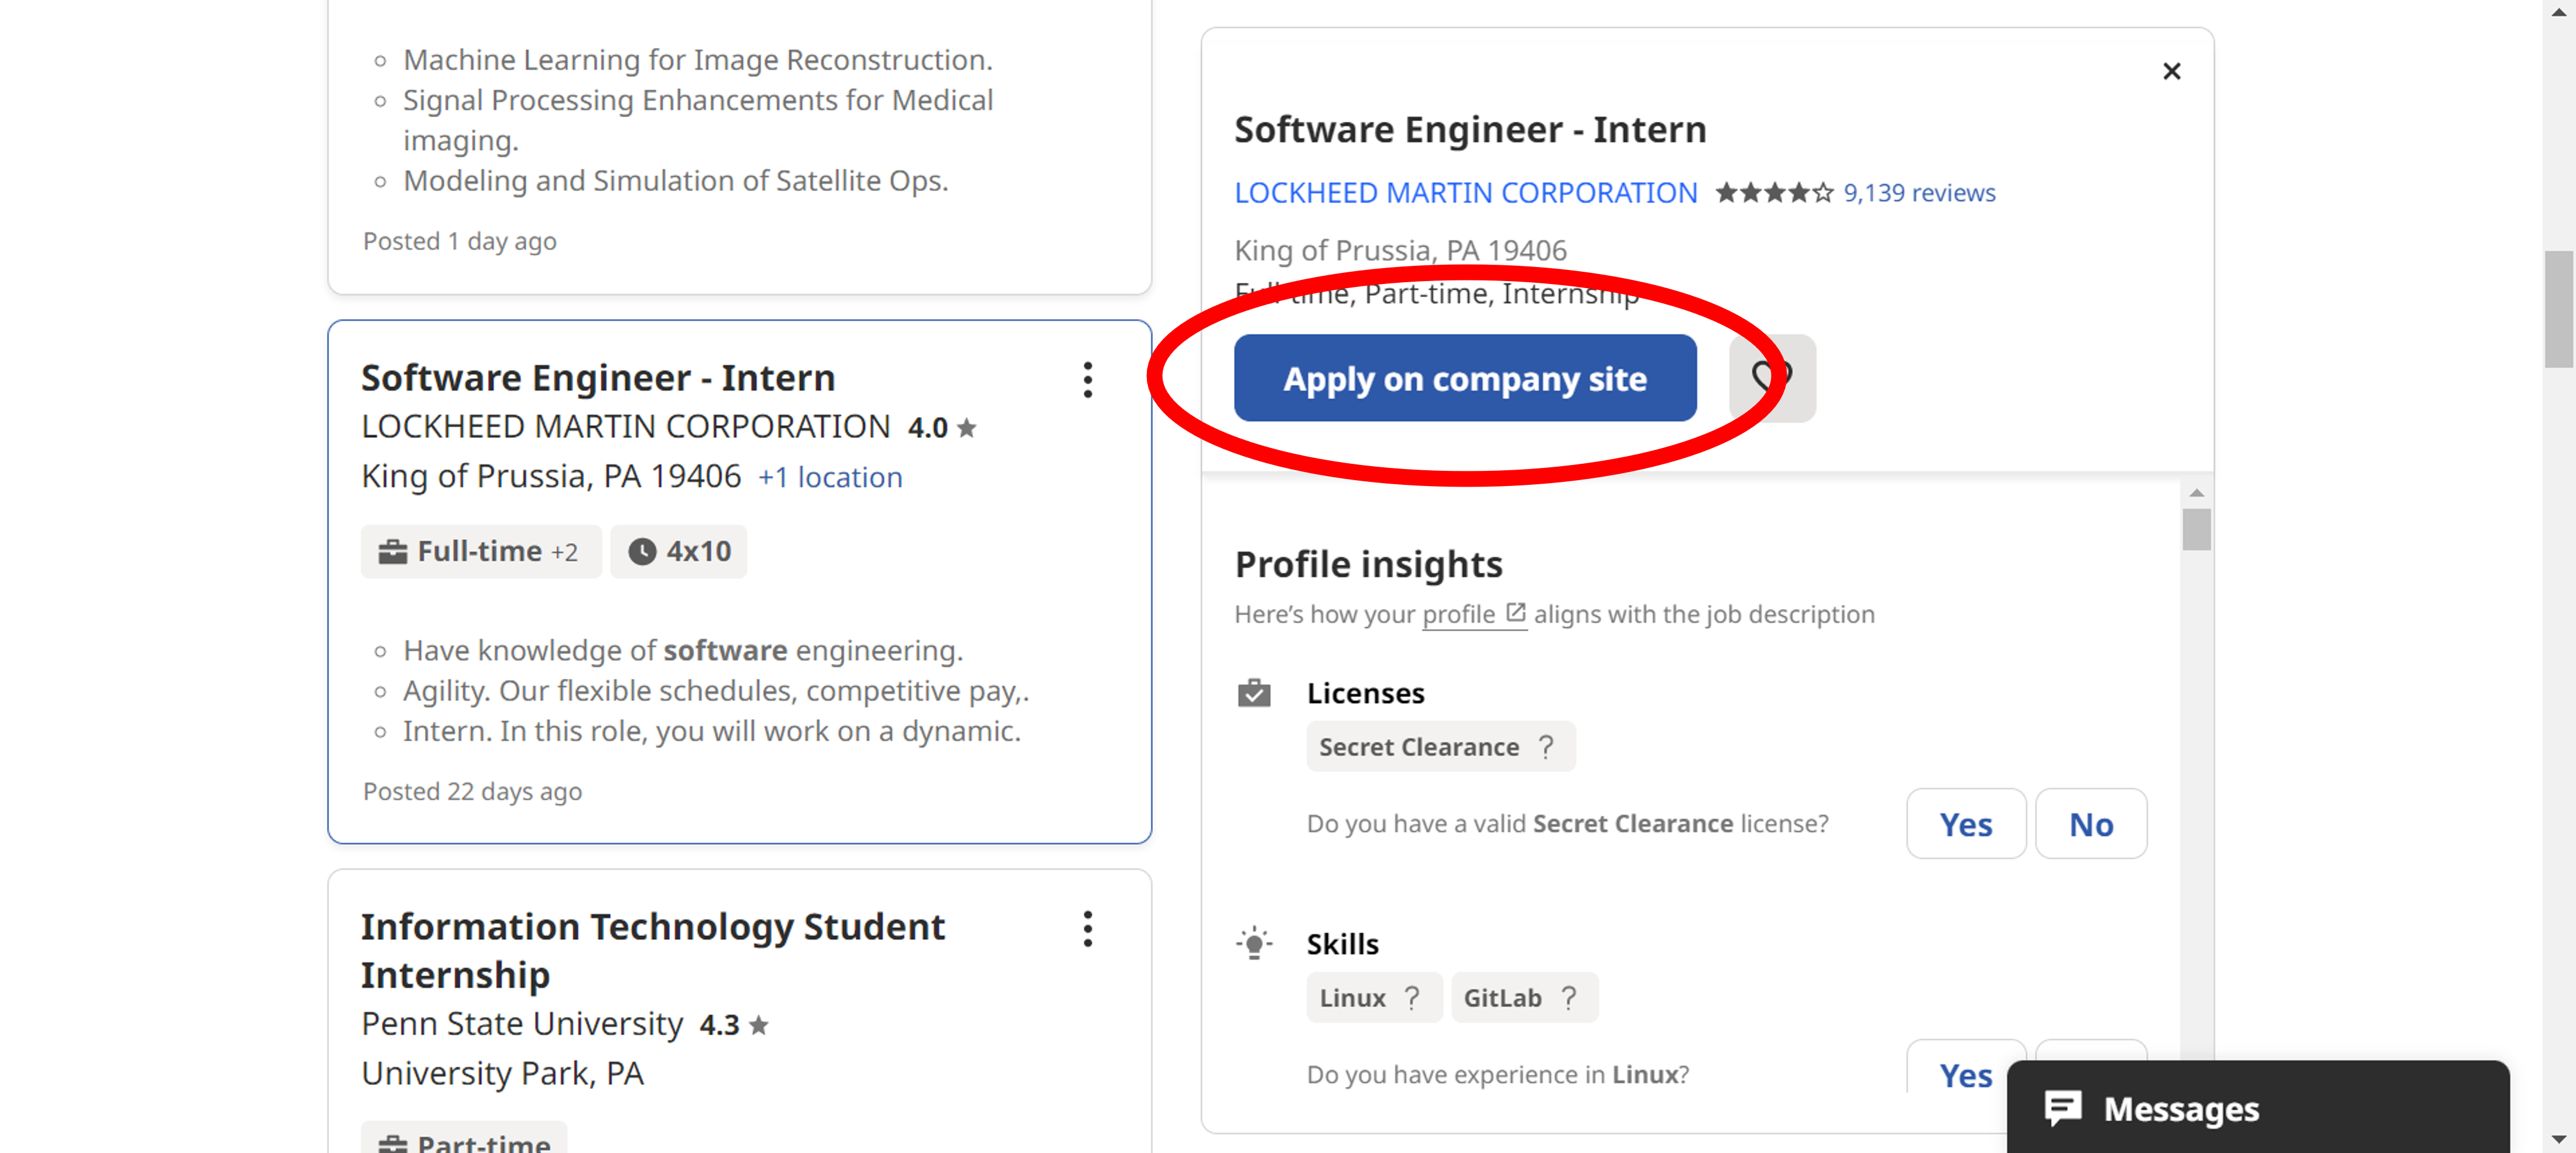 Machine Learning for Image Reconstruction.
Signal Processing Enhancements for Medical
imaging.
Modeling and Simulation of Satellite Ops.
Posted 1 day ago
Software Engineer - Intern
LOCKHEED MARTIN CORPORATION 4.0
King of Prussia, PA 19406 +1 location
Full-time +2 4x10
Have knowledge of software engineering.
Agility. Our flexible schedules, competitive pay,.
Intern. In this role, you will work on a dynamic.
Posted 22 days ago
Information Technology Student
Internship
Penn State University 4.3
University Park, PA
Part-time
Software Engineer - Intern
LOCKHEED MARTIN CORPORATION 9,139 reviews
King of Prussia, PA 19406
Full-time, Part-time, Internship
Apply on company site
Profile insights
Here's how your profile aligns with the job description
Licenses
Secret Clearance ?
Do you have a valid Secret Clearance license?
Yes No
Skills
Linux ? GitLab ?
Do you have experience in Linux?
Yes
Messages